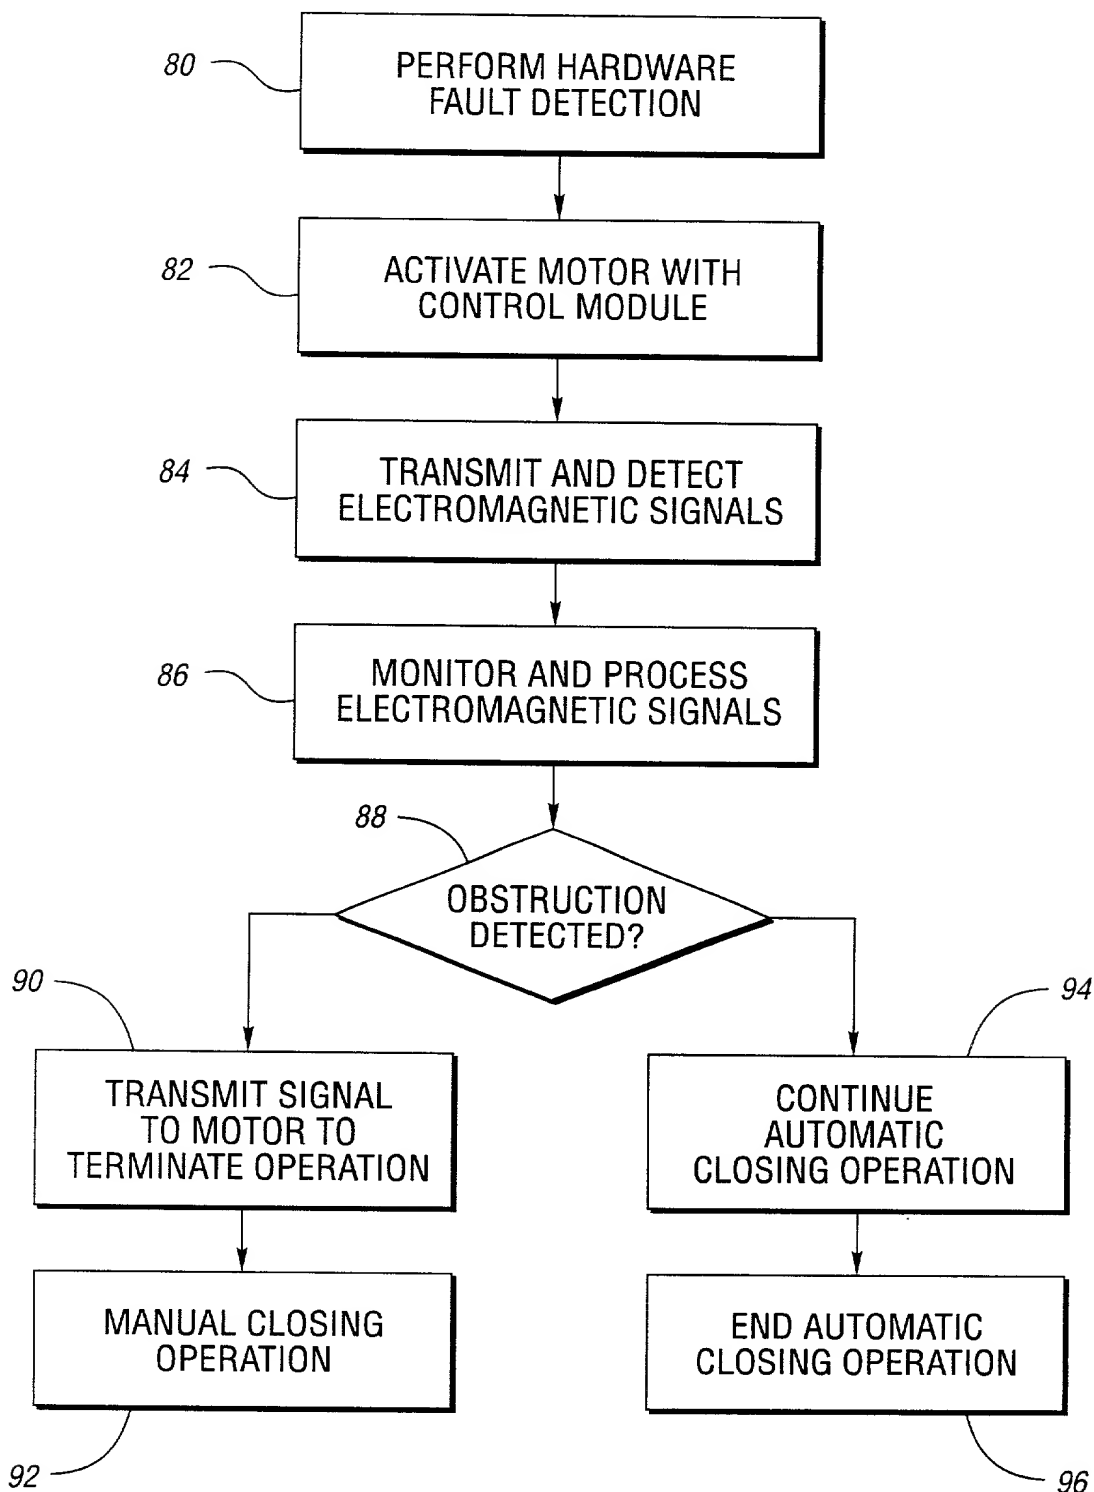 80
PERFORM HARDWARE
FAULT DETECTION
82
ACTIVATE MOTOR WITH
CONTROL MODULE
84
TRANSMIT AND DETECT
ELECTROMAGNETIC SIGNALS
86
MONITOR AND PROCESS
ELECTROMAGNETIC SIGNALS
88
OBSTRUCTION
DETECTED?
90
TRANSMIT SIGNAL
TO MOTOR TO
TERMINATE OPERATION
94
CONTINUE
AUTOMATIC
CLOSING OPERATION
MANUAL CLOSING
OPERATION
92
END AUTOMATIC
CLOSING OPERATION
96